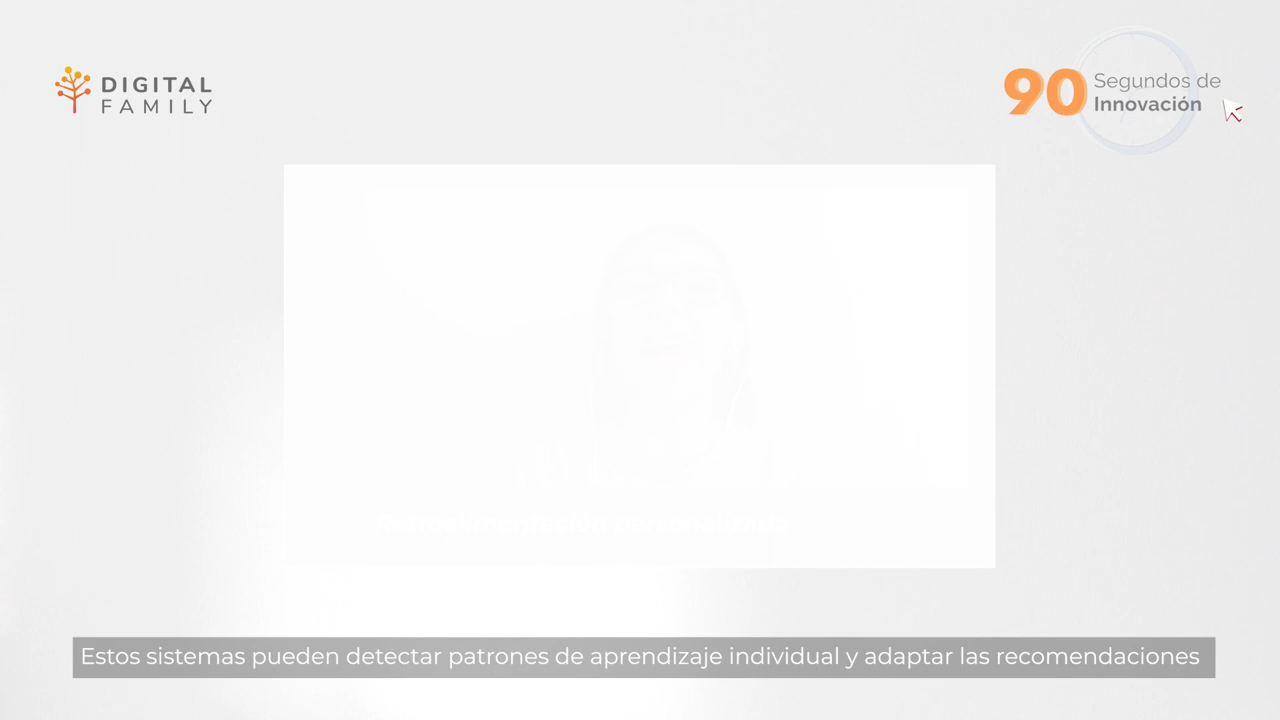 DIGITAL
FAMILY
90 Segundos de
Innovación
Estos sistemas pueden detectar patrones de aprendizaje individual y adaptar las recomendaciones